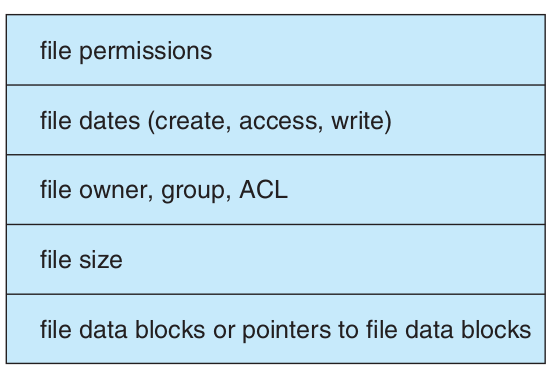 file permissions
file dates (create, access, write)
file owner, group, ACL
file size
file data blocks or pointers to file data blocks